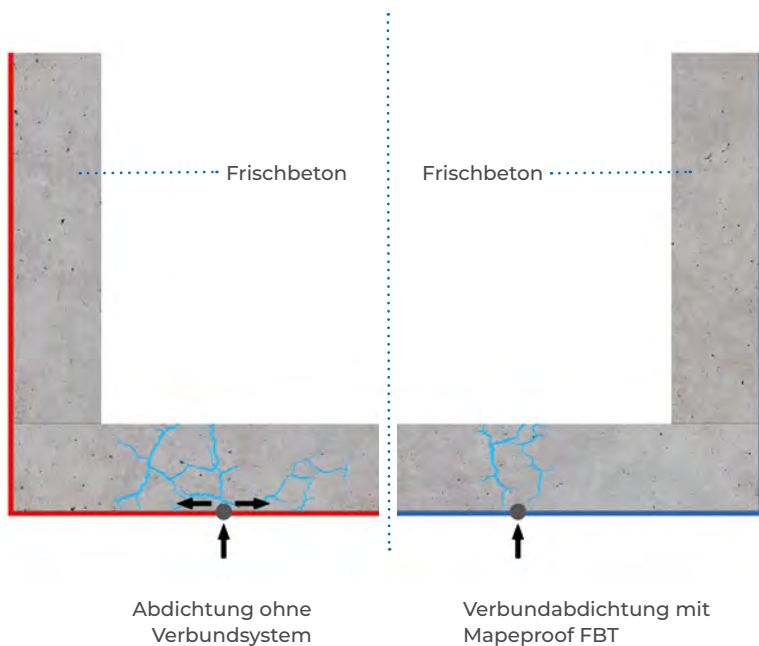 Frischbeton
Frischbeton
Abdichtung ohne
Verbundsystem
Verbundabdichtung mit
Mapeproof FBT